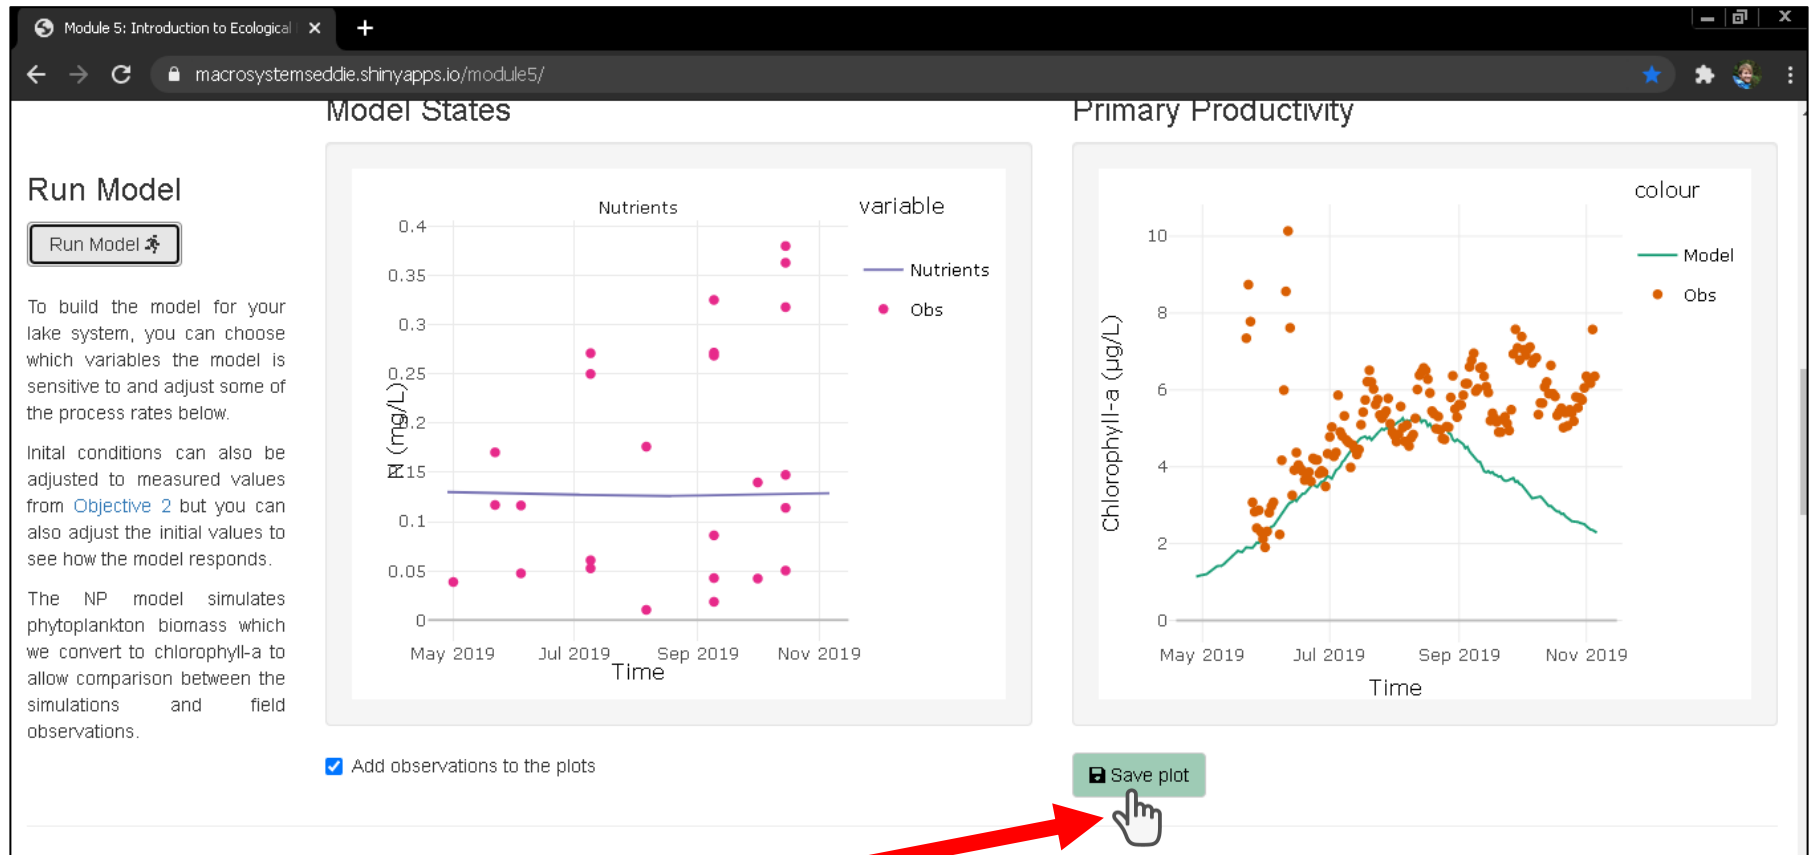 Module 5: Introduction to Ecological
macrosystemseddie.shinyapps.io/module5/
Model States
Primary Productivity
Run Model
Run Model
To build the model for your
lake system, you can choose
which variables the model is
sensitive to and adjust some of
the process rates below.
Inital conditions can also be
adjusted to measured values
from Objective 2 but you can
also adjust the initial values to
see how the model responds.
The NP model simulates
phytoplankton biomass which
we convert to chlorophyll-a to
allow comparison between the
simulations and field
observations.
Nutrients
variable
Nutrients
Obs
N (mg/L)
0.4
0.35
0.3
0.25
0.2
0.15
0.1
0.05
0
May 2019 Jul 2019 Sep 2019 Nov 2019
Time
Add observations to the plots
colour
Model
Obs
Chlorophyll-a (µg/L)
10
8
6
4
2
0
May 2019 Jul 2019 Sep 2019 Nov 2019
Time
Save plot